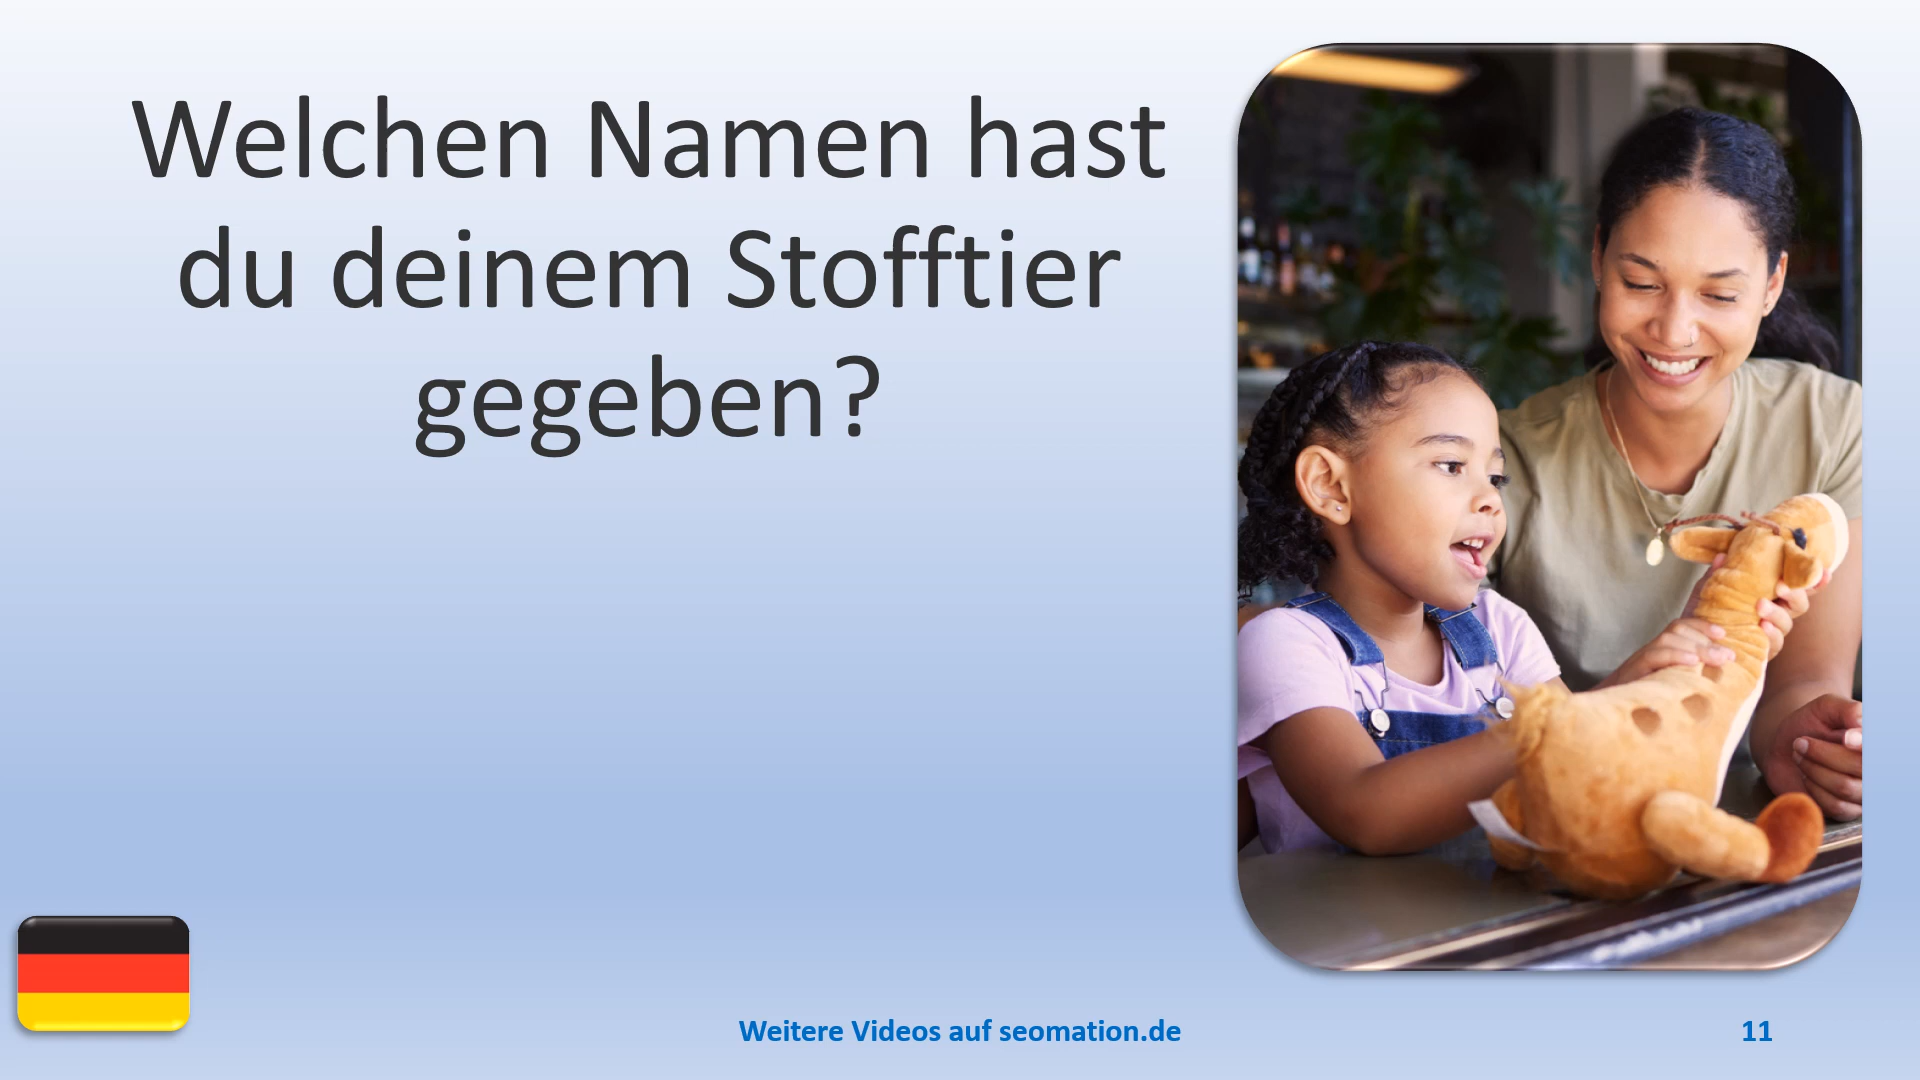 Welchen Namen hast
du deinem Stofftier
gegeben?
Weitere Videos auf seomation.de
11